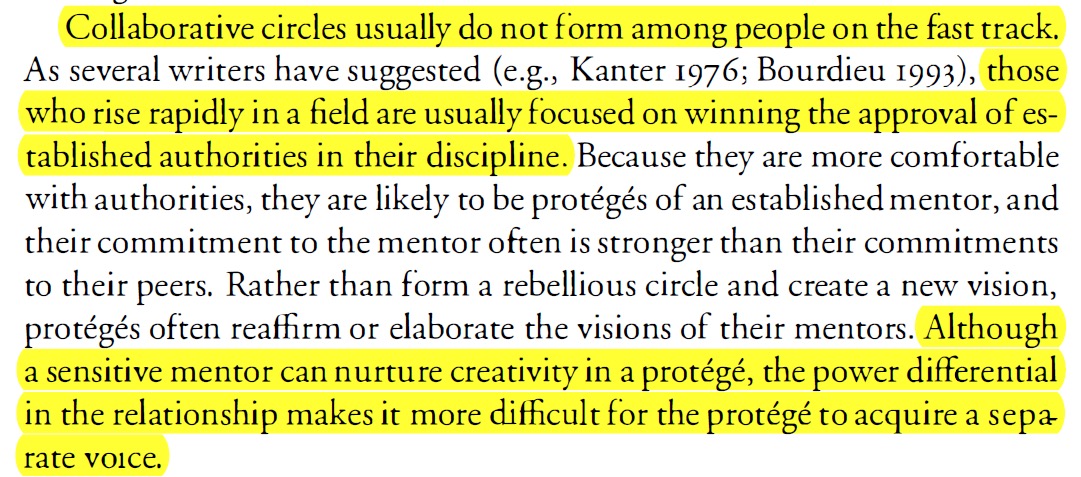 Collaborative circles usually do not form among people on the fast track.
As several writers have suggested (e.g., Kanter 1976; Bourdieu 1993), those
who rise rapidly in a field are usually focused on winning the approval of es-
tablished authorities in their discipline. Because they are more comfortable
with authorities, they are likely to be protégés of an established mentor, and
their commitment to the mentor often is stronger than their commitments
to their peers. Rather than form a rebellious circle and create a new vision,
protégés often reaffirm or elaborate the visions of their mentors. Although
a sensitive mentor can nurture creativity in a protégé, the power differential
in the relationship makes it more difficult for the protégé to acquire a sepa-
rate voice.